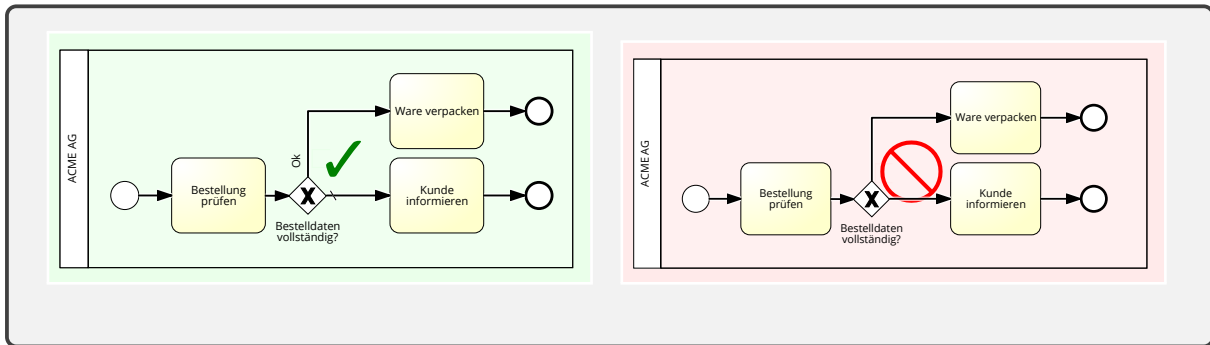 ACME AG
Ware verpacken
Ok
Bestellung
prüfen
Kunde
informieren
Bestelldaten
vollständig?
ACME AG
Ware verpacken
Bestellung
prüfen
Kunde
informieren
Bestelldaten
vollständig?